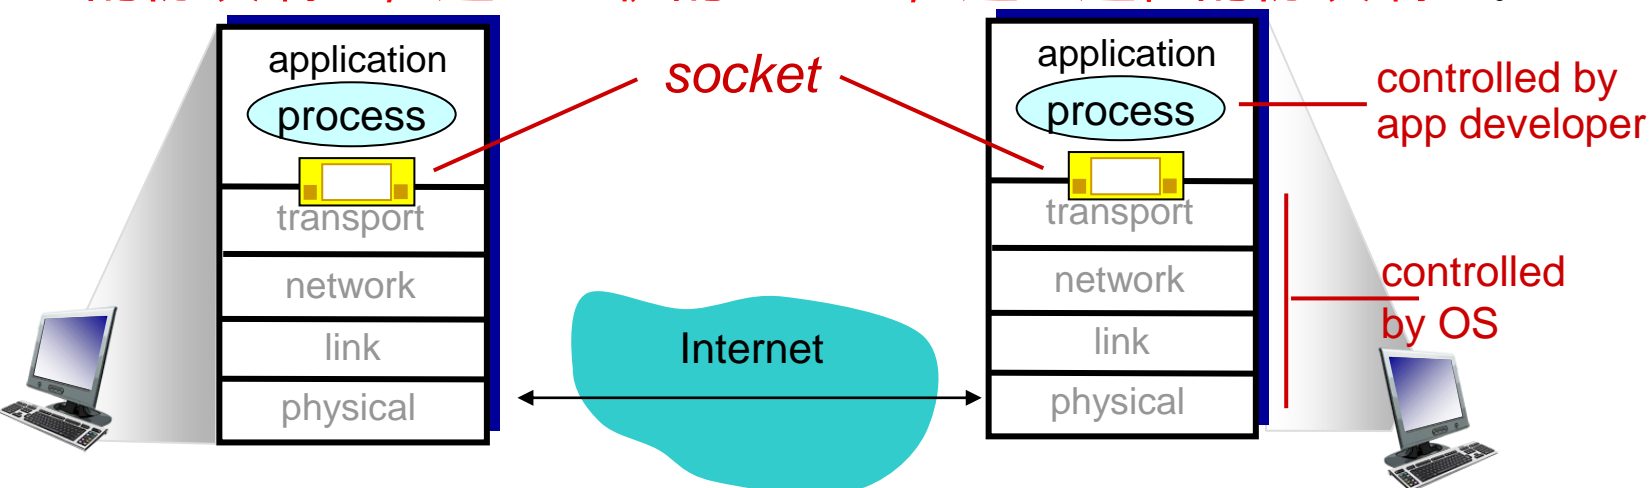 application
process
transport
network
link
physical
socket
Internet
application
process
transport
network
link
physical
controlled by
app developer
controlled
by OS